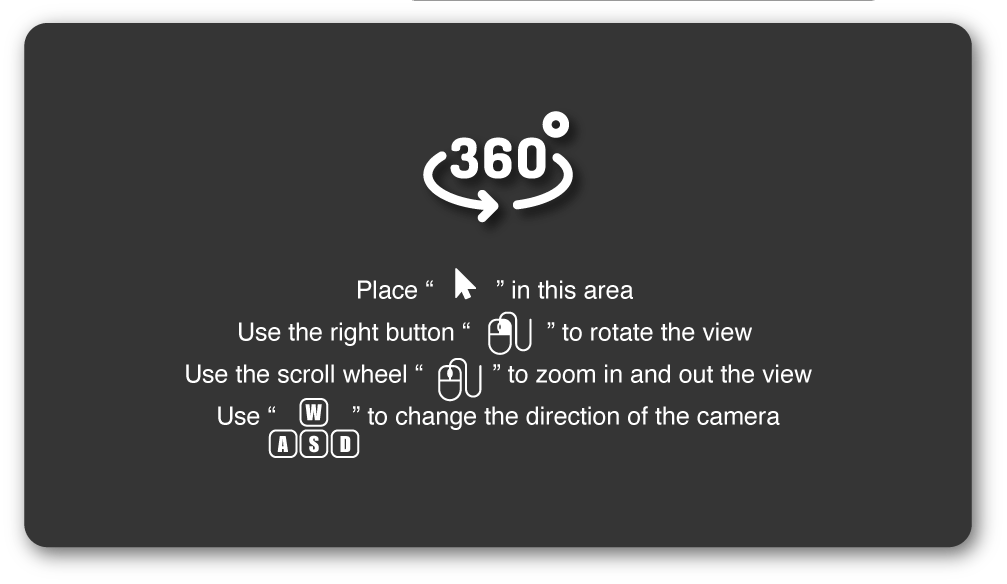 360°
Place “ ” in this area
Use the right button “ ” to rotate the view
Use the scroll wheel “ ” to zoom in and out the view
Use “ W ” to change the direction of the camera
A S D